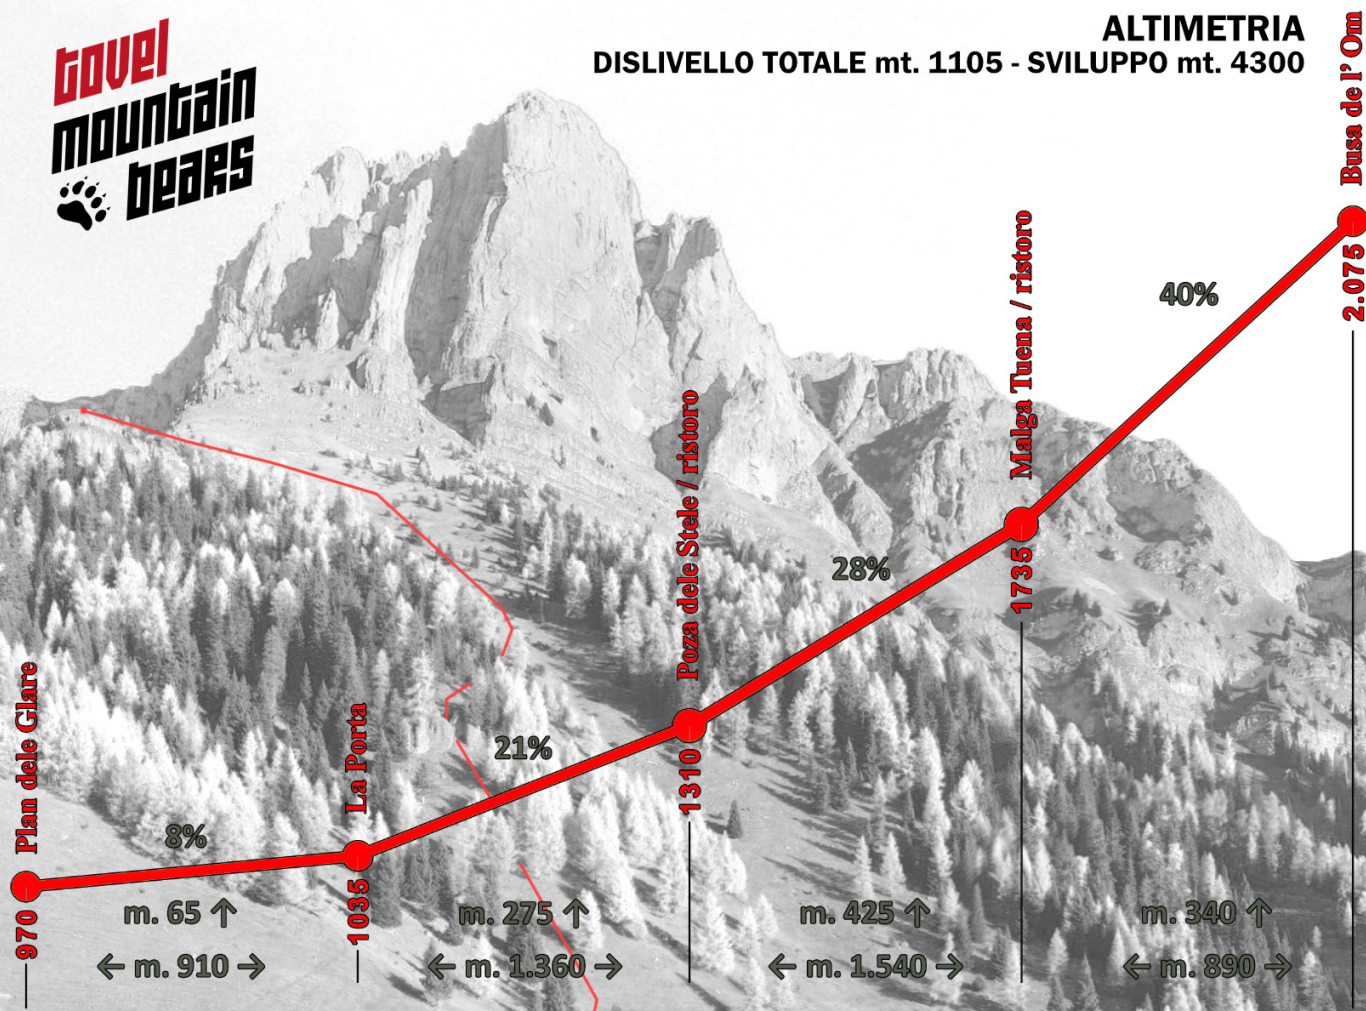 tovel
mountain
bears
ALTIMETRIA
DISLIVELLO TOTALE mt. 1105 - SVILUPPO mt. 4300
Plan dele Glare
970
8%
m. 65 ↑
← m. 910 →
La Porta
1035
21%
m. 275 ↑
← m. 1.360 →
Poza dele Stele / ristoro
1310
28%
m. 425 ↑
← m. 1.540 →
Malga Tuena / ristoro
1735
40%
m. 340 ↑
← m. 890 →
Busa de l' Om
2.075